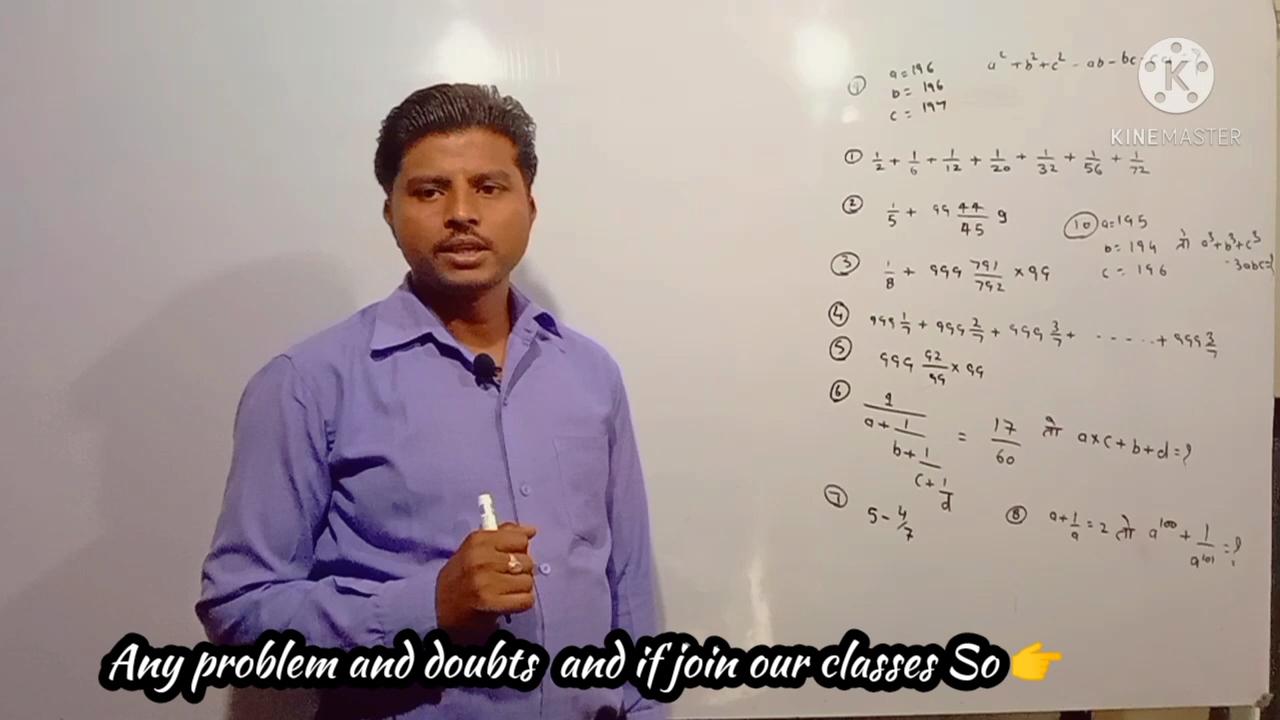 ⑨ a=196 a²+b²+c²-ab-bc-ca=?
b= 196
c= 197
KINEMASTER
① 1/2 + 1/6 + 1/12 + 1/20 + 1/32 + 1/56 + 1/72
② 1/5 + 99 44/45 9
⑩ a=195
b= 194 तो a³+b³+c³
c= 196 -3abc=?
③ 1/8 + 999 791/792 ×99
④ 999 1/7 + 999 2/7 + 999 3/7 + ...... + 999 3/7
⑤ 999 92/99 × 99
⑥ 1/(a+1/(b+1/(c+1/d))) = 17/60 तो a×c+b+d=?
⑦ 5-4/7
⑧ a+1/a=2 तो a¹⁰⁰+1/a¹⁰¹=?
Any problem and doubts and if join our classes So👉